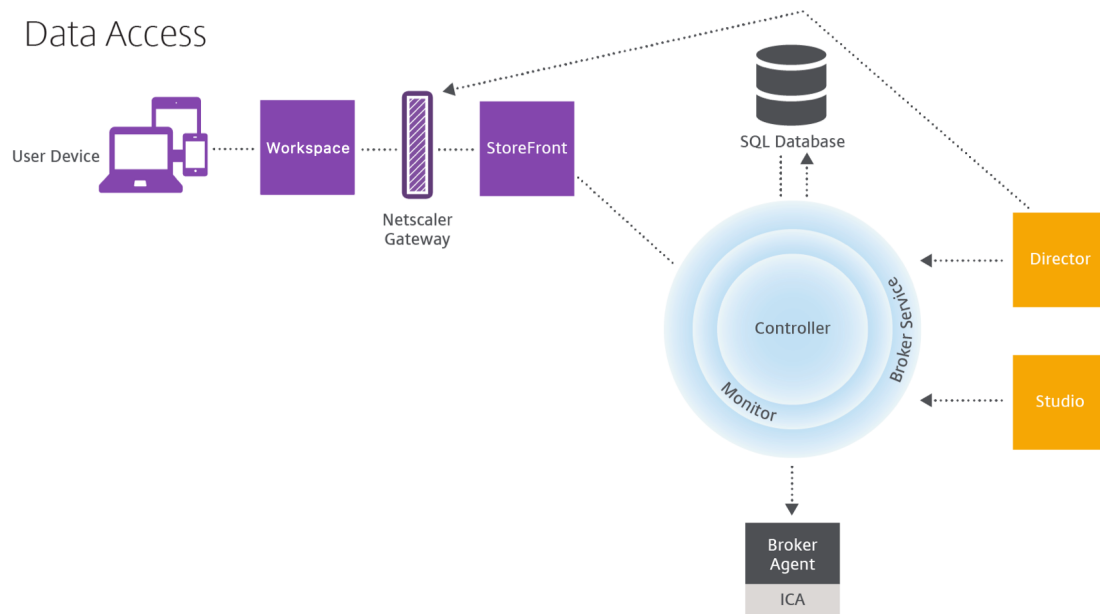 Data Access
User Device
Workspace
Netscaler
Gateway
StoreFront
SQL Database
Controller
Monitor
Broker Service
Director
Studio
Broker
Agent
ICA